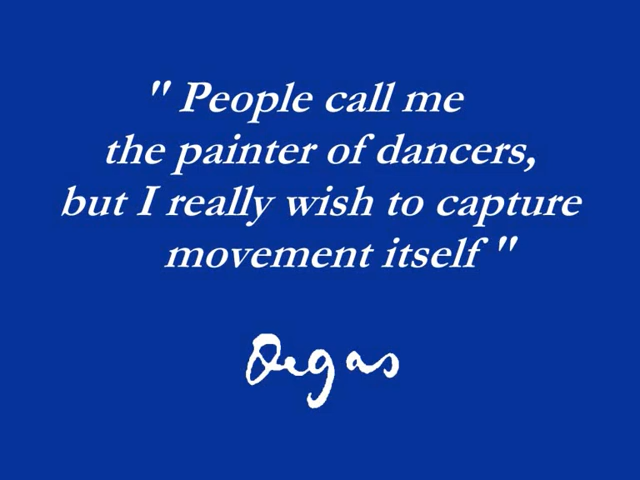 " People call me
the painter of dancers,
but I really wish to capture
movement itself "
Degas